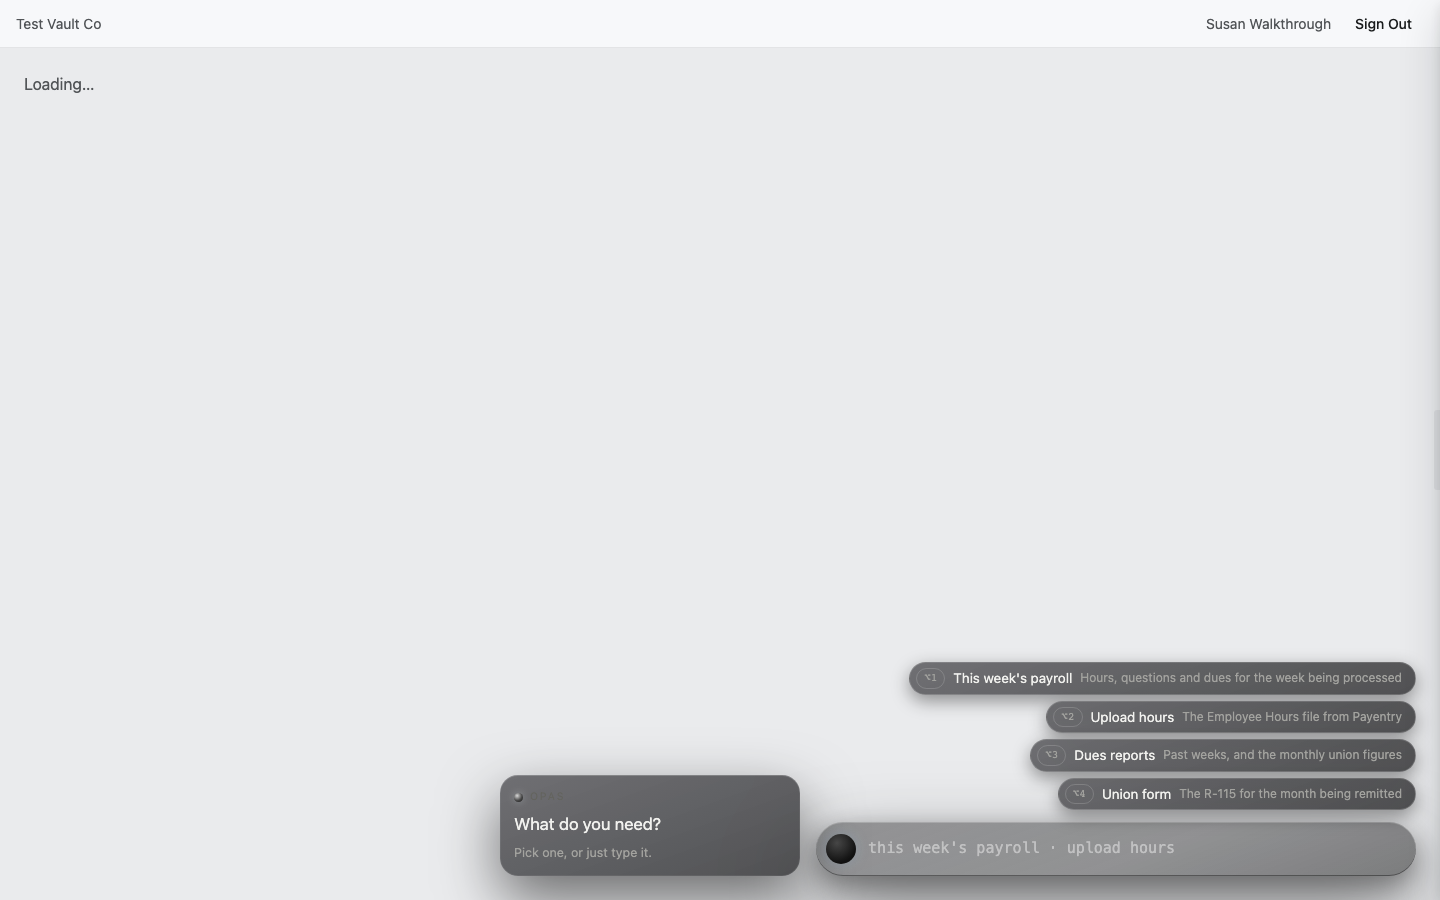 Test Vault Co
Susan Walkthrough
Sign Out
Loading...
⌥1 This week's payroll Hours, questions and dues for the week being processed
⌥2 Upload hours The Employee Hours file from Payentry
⌥3 Dues reports Past weeks, and the monthly union figures
⌥4 Union form The R-115 for the month being remitted
What do you need?
Pick one, or just type it.
this week's payroll · upload hours